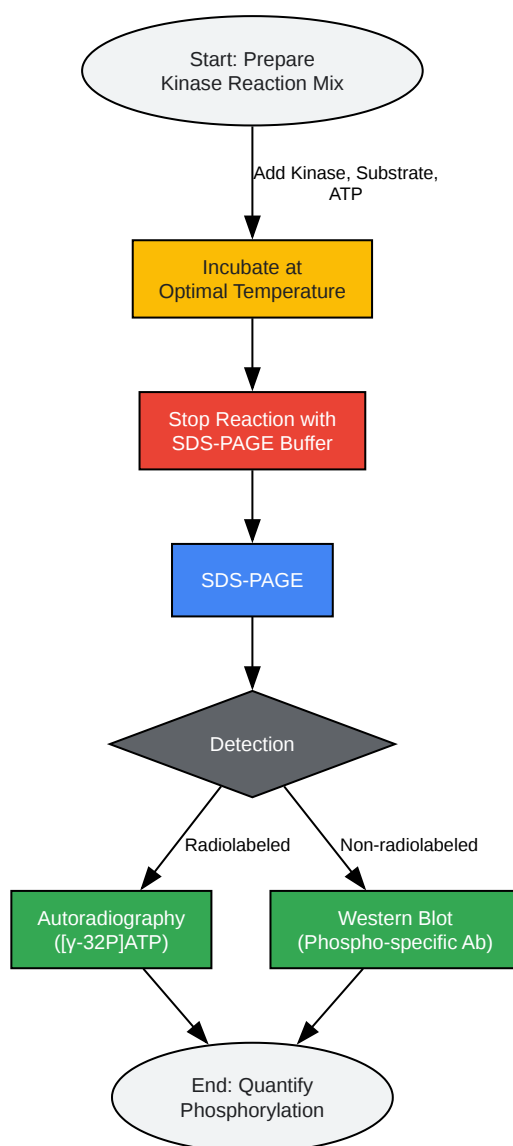 Start: Prepare
Kinase Reaction Mix
Add Kinase, Substrate,
ATP
Incubate at
Optimal Temperature
Stop Reaction with
SDS-PAGE Buffer
SDS-PAGE
Detection
Radiolabeled
Non-radiolabeled
Autoradiography
([γ-32P]ATP)
Western Blot
(Phospho-specific Ab)
End: Quantify
Phosphorylation